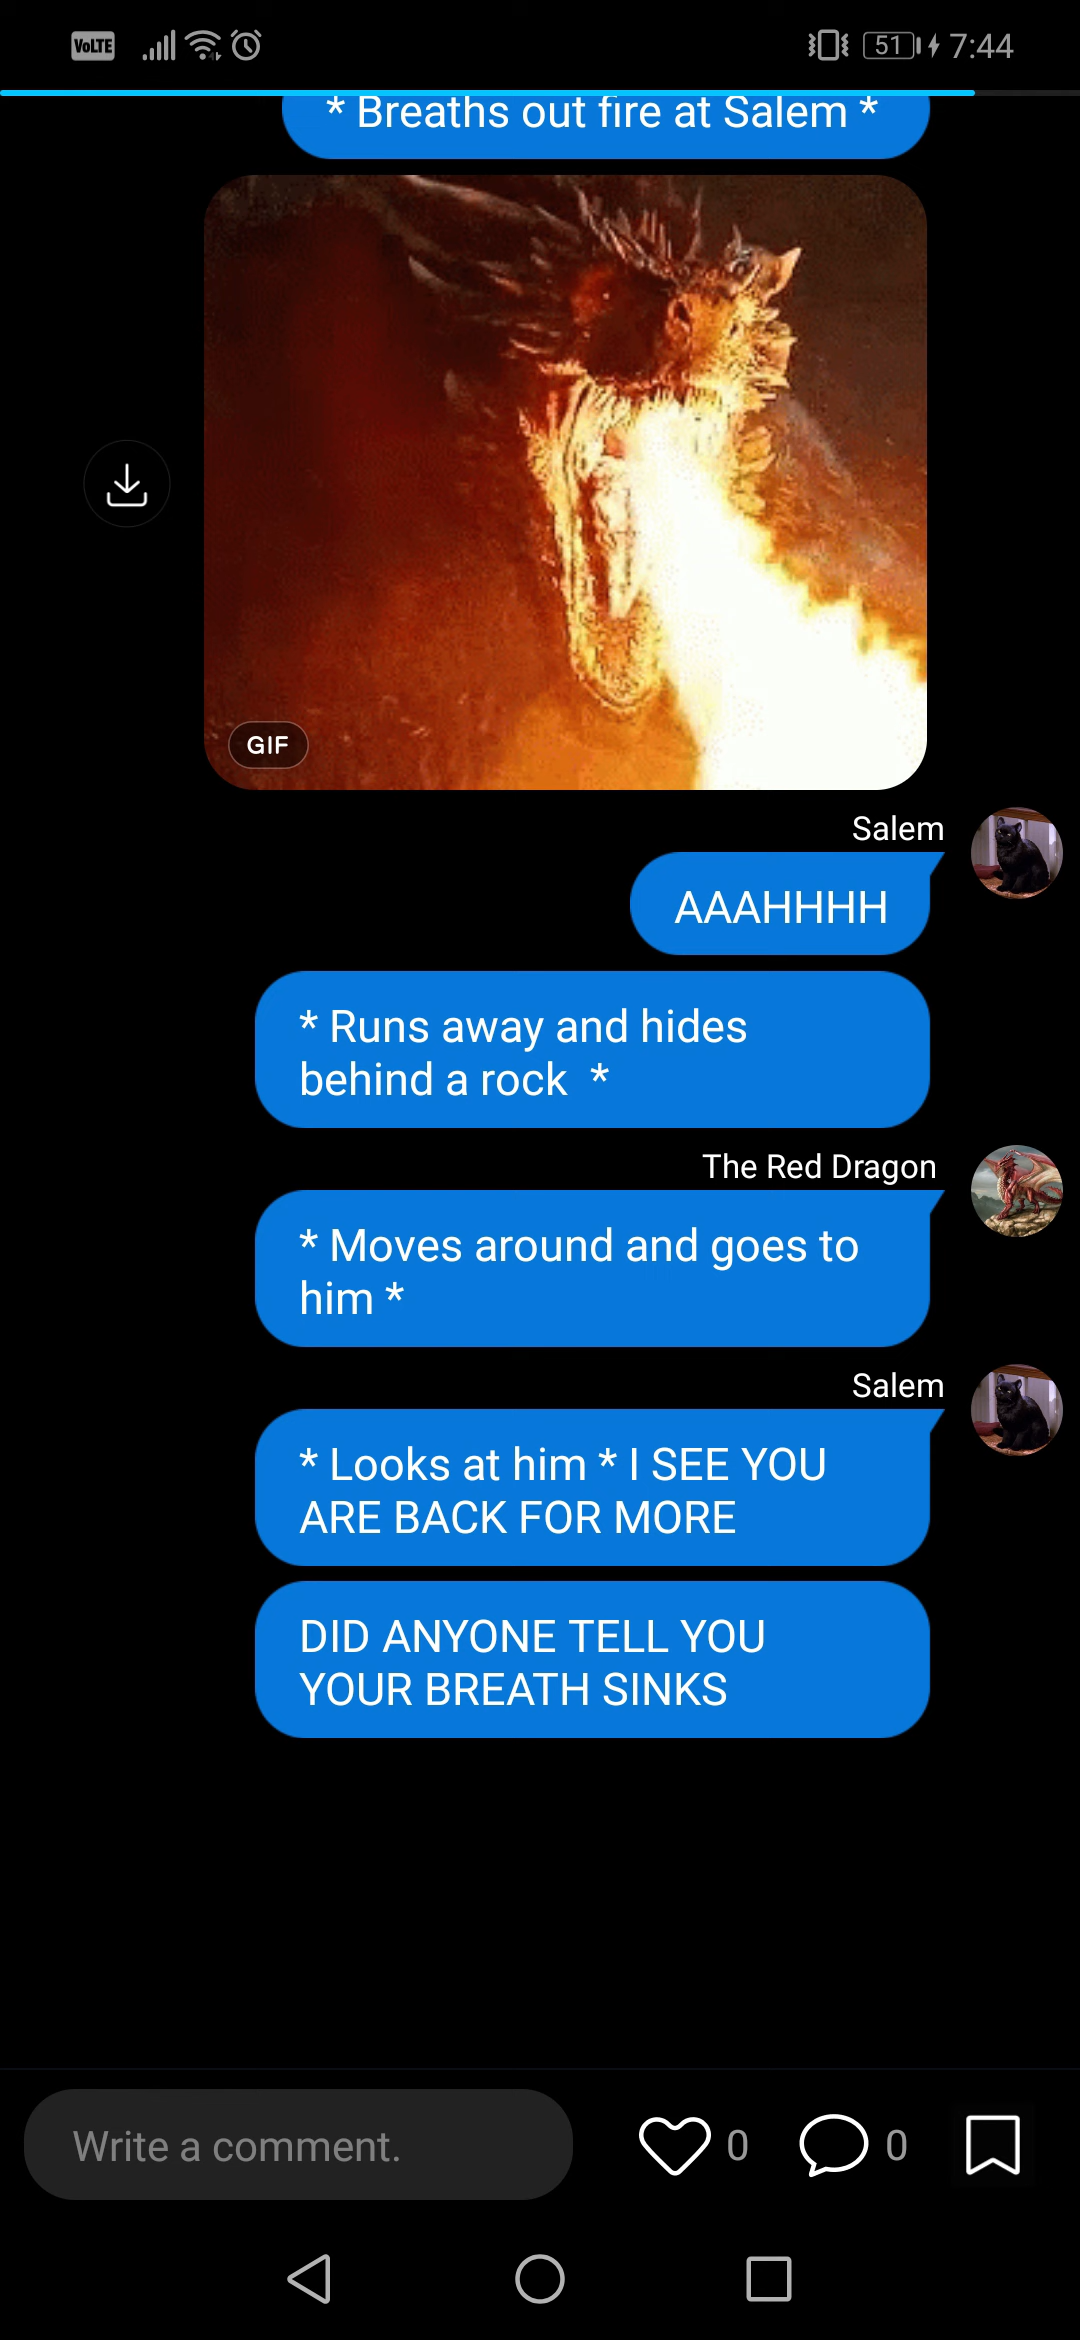 VoLTE 51 7:44
* Breaths out fire at Salem *
GIF
Salem
AAAHHHH
* Runs away and hides
behind a rock  *
The Red Dragon
* Moves around and goes to
him *
Salem
* Looks at him * I SEE YOU
ARE BACK FOR MORE
DID ANYONE TELL YOU
YOUR BREATH SINKS
Write a comment. 0 0